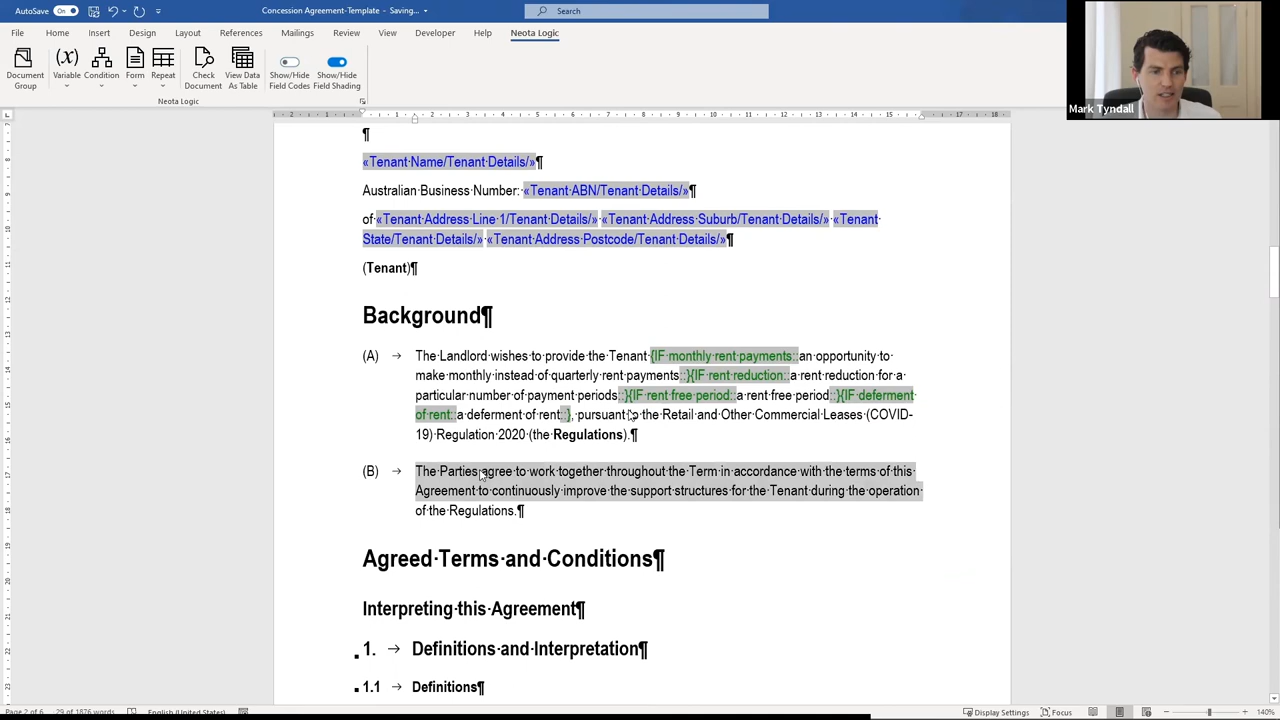 AutoSave On
Concession Agreement-Template - Saving...
Search
File Home Insert Design Layout References Mailings Review View Developer Help Neota Logic
Document Group
Variable
Condition
Form
Repeat
Check Document
View Data As Table
Show/Hide Field Codes
Show/Hide Field Shading
Neota Logic
Mark Tyndall
¶
«Tenant·Name/Tenant·Details/»¶
Australian·Business·Number:·«Tenant·ABN/Tenant·Details/»¶
of·«Tenant·Address·Line·1/Tenant·Details/»·«Tenant·Address·Suburb/Tenant·Details/»·«Tenant
State/Tenant·Details/»·«Tenant·Address·Postcode/Tenant·Details/»¶
(Tenant)¶
Background¶
(A) → The·Landlord·wishes·to·provide·the·Tenant·{IF·monthly·rent·payments::an·opportunity·to·
make·monthly·instead·of·quarterly·rent·payments::}{IF·rent·reduction::a·rent·reduction·for·a·
particular·number·of·payment·periods::}{IF·rent·free·period::a·rent·free·period::}{IF·deferment
of·rent::a·deferment·of·rent::},·pursuant·to·the·Retail·and·Other·Commercial·Leases·(COVID-
19)·Regulation·2020·(the·Regulations).¶
(B) → The·Parties·agree·to·work·together·throughout·the·Term·in·accordance·with·the·terms·of·this·
Agreement·to·continuously·improve·the·support·structures·for·the·Tenant·during·the·operation·
of·the·Regulations.¶
Agreed·Terms·and·Conditions¶
Interpreting·this·Agreement¶
1. → Definitions·and·Interpretation¶
1.1 → Definitions¶
Page 2 of 6 29 of 1876 words English (United States) Display Settings Focus 140%